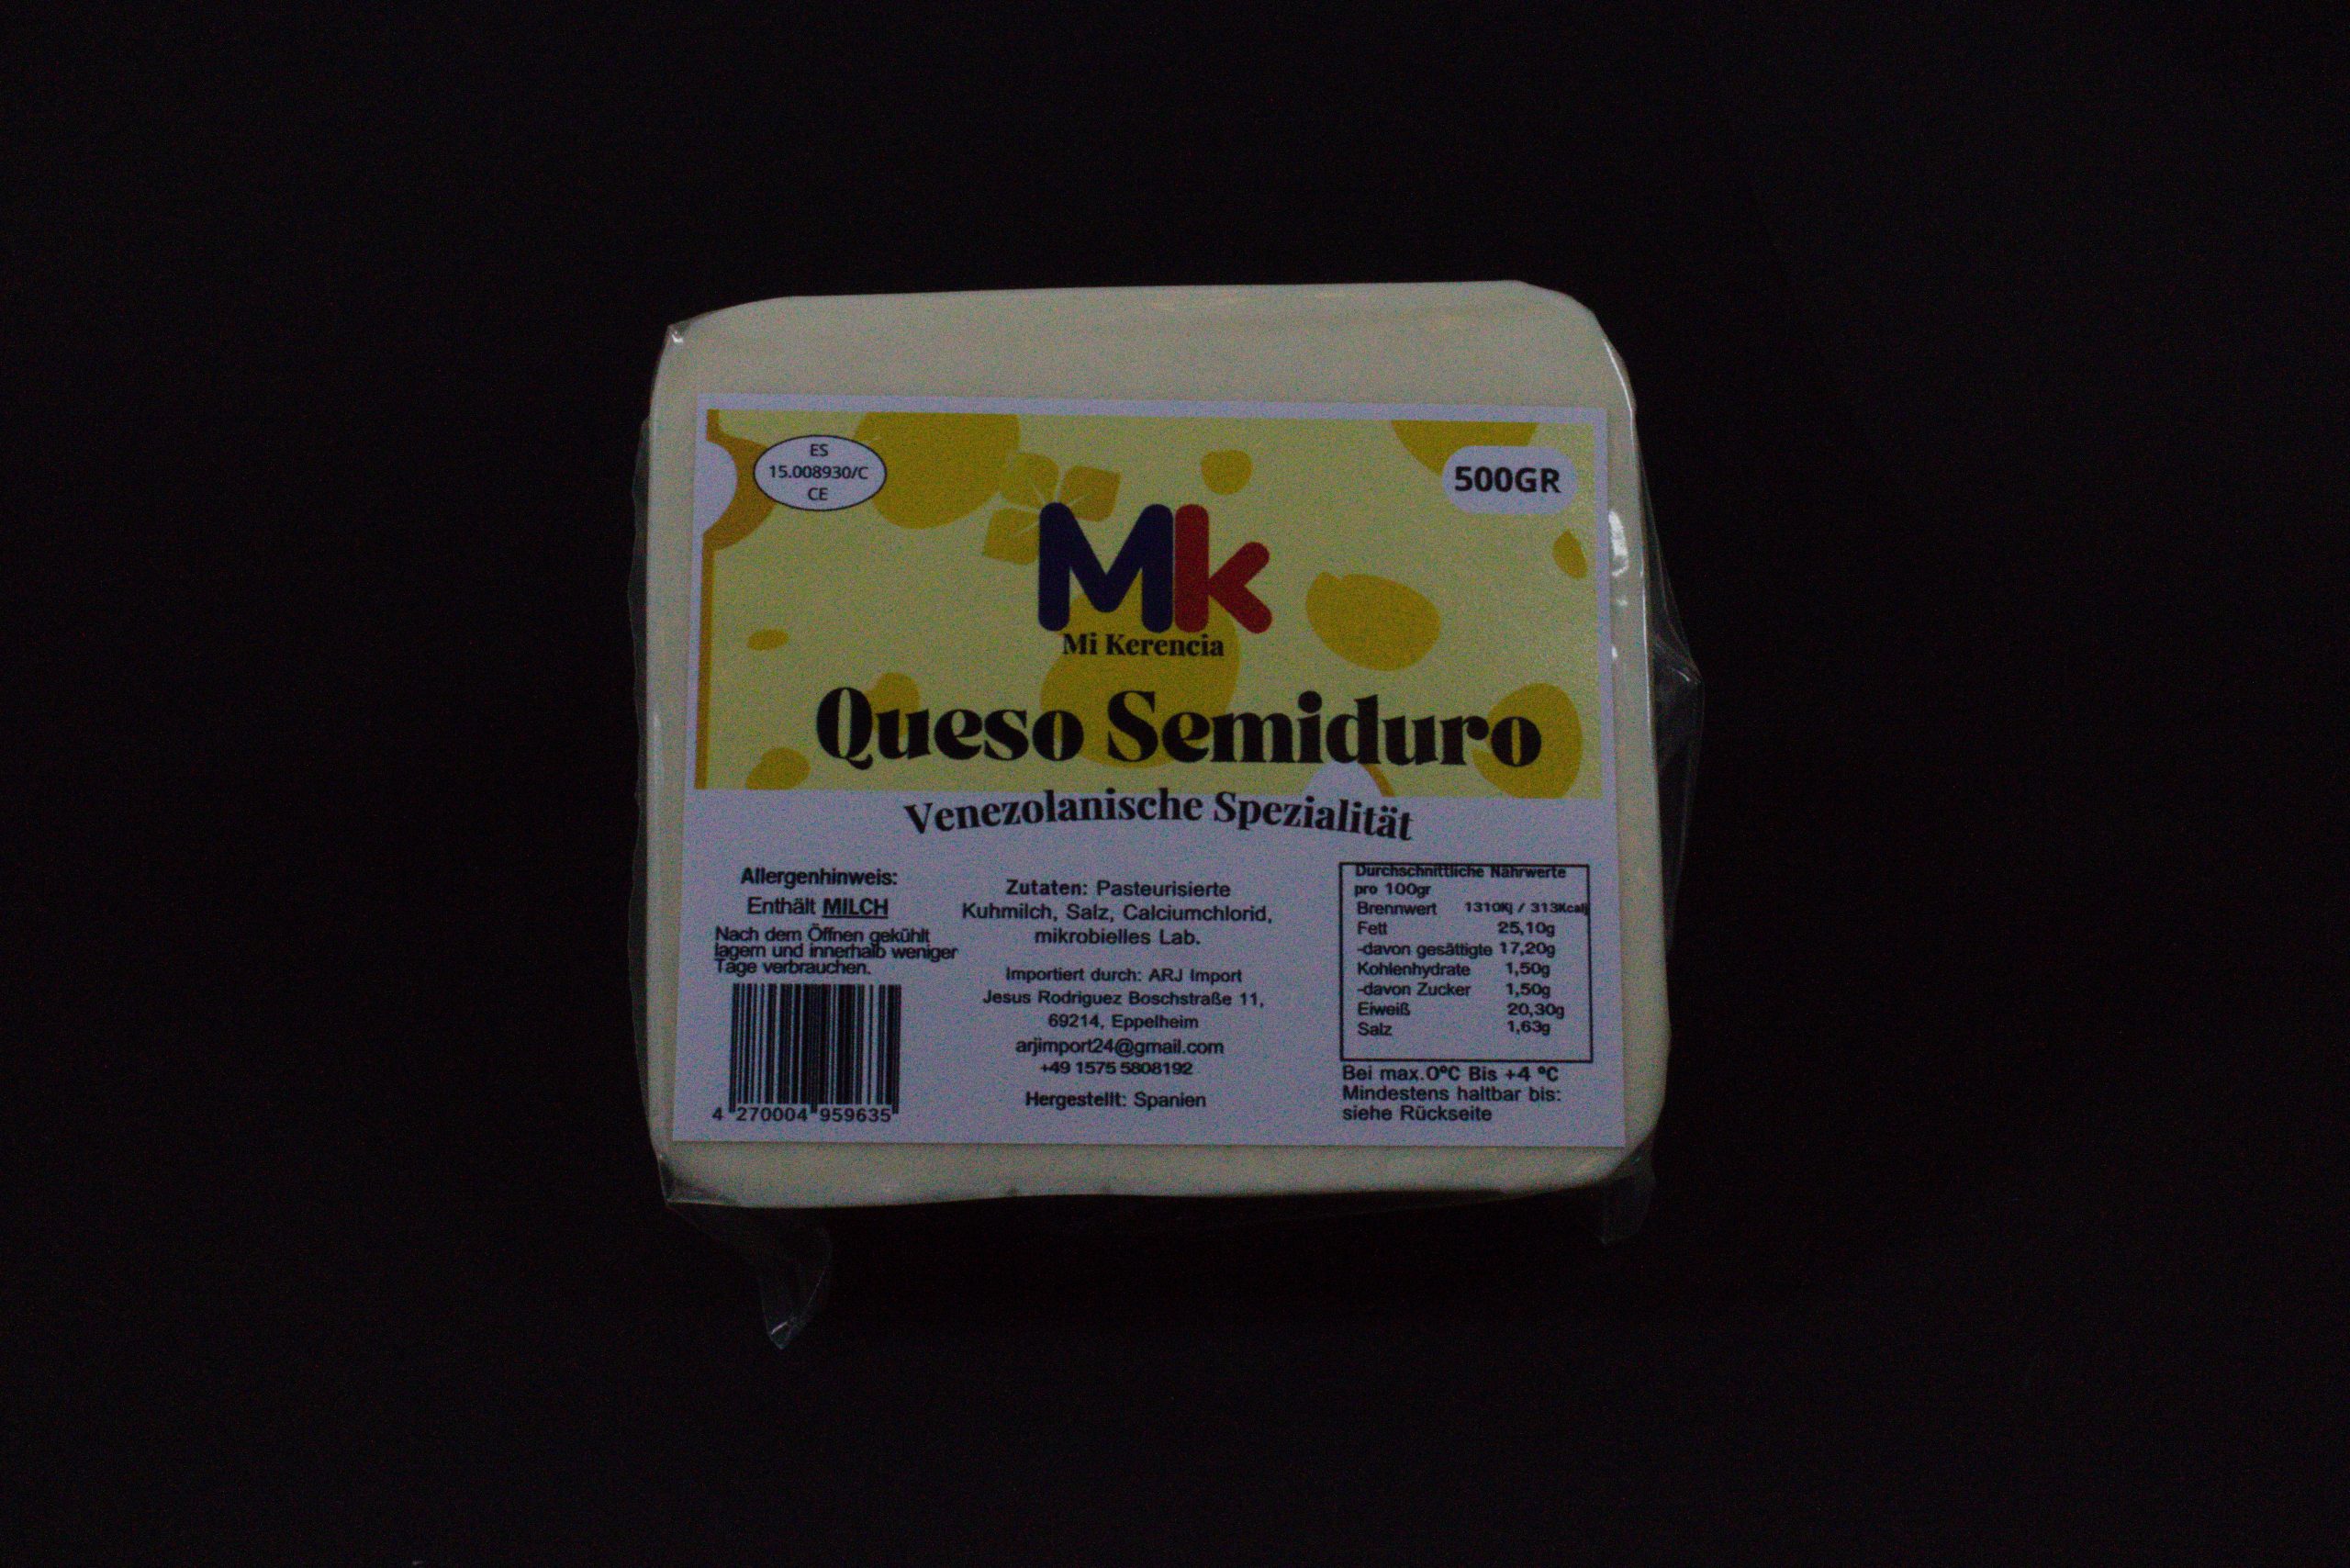 ES
15.008930/C
CE
500GR
Mk
Mi Kerencia
Queso Semiduro
Venezolanische Spezialität
Allergenhinweis:
Enthält MILCH
Nach dem Öffnen gekühlt
lagern und innerhalb weniger
Tage verbrauchen.
4 270004 959635
Zutaten: Pasteurisierte
Kuhmilch, Salz, Calciumchlorid,
mikrobielles Lab.
Importiert durch: ARJ Import
Jesus Rodriguez Boschstraße 11,
69214, Eppelheim
arjimport24@gmail.com
+49 1575 5808192
Hergestellt: Spanien
Durchschnittliche Nährwerte
pro 100gr
Brennwert 1310Kj / 313Kcalj
Fett 25,10g
-davon gesättigte 17,20g
Kohlenhydrate 1,50g
-davon Zucker 1,50g
Eiweiß 20,30g
Salz 1,63g
Bei max.0ºC Bis +4 ºC
Mindestens haltbar bis:
siehe Rückseite